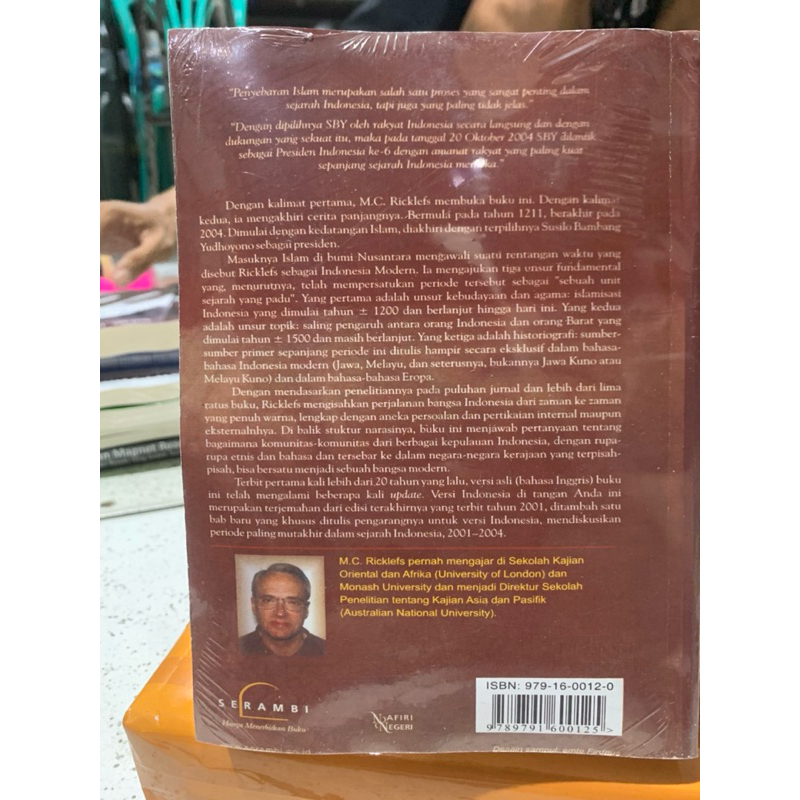 "Penyebaran Islam merupakan salah satu proses yang sangat penting dalam
sejarah Indonesia, tapi juga yang paling tidak jelas."
"Dengan dipilihnya SBY oleh rakyat Indonesia secara langsung dan dengan
dukungan yang sekuat itu, maka pada tanggal 20 Oktober 2004 SBY dilantik
sebagai Presiden Indonesia ke-6 dengan amanat rakyat yang paling kuat
sepanjang sejarah Indonesia merdeka."
Dengan kalimat pertama, M.C. Ricklefs membuka buku ini. Dengan kalimat
kedua, ia mengakhiri cerita panjangnya. Bermula pada tahun 1211, berakhir pada
2004. Dimulai dengan kedatangan Islam, diakhiri dengan terpilihnya Susilo Bambang
Yudhoyono sebagai presiden.
Masuknya Islam di bumi Nusantara mengawali suatu rentangan waktu yang
disebut Ricklefs sebagai Indonesia Modern. Ia mengajukan tiga unsur fundamental
yang, menurutnya, telah mempersatukan periode tersebut sebagai "sebuah unit
sejarah yang padu". Yang pertama adalah unsur kebudayaan dan agama: islamisasi
Indonesia yang dimulai tahun ± 1200 dan berlanjut hingga hari ini. Yang kedua
adalah unsur topik: saling pengaruh antara orang Indonesia dan orang Barat yang
dimulai tahun ± 1500 dan masih berlanjut. Yang ketiga adalah historiografi: sumber-
sumber primer sepanjang periode ini ditulis hampir secara eksklusif dalam bahasa-
bahasa Indonesia modern (Jawa, Melayu, dan seterusnya, bukannya Jawa Kuno atau
Melayu Kuno) dan dalam bahasa-bahasa Eropa.
Dengan mendasarkan penelitiannya pada puluhan jurnal dan lebih dari lima
ratus buku, Ricklefs mengisahkan perjalanan bangsa Indonesia dari zaman ke zaman
yang penuh warna, lengkap dengan aneka persoalan dan pertikaian internal maupun
eksternalnhya. Di balik stuktur narasinya, buku ini menjawab pertanyaan tentang
bagaimana komunitas-komunitas dari berbagai kepulauan Indonesia, dengan rupa-
rupa etnis dan bahasa dan tersebar ke dalam negara-negara kerajaan yang terpisah-
pisah, bisa bersatu menjadi sebuah bangsa modern.
Terbit pertama kali lebih dari 20 tahun yang lalu, versi asli (bahasa Inggris) buku
ini telah mengalami beberapa kali update. Versi Indonesia di tangan Anda ini
merupakan terjemahan dari edisi terakhirnya yang terbit tahun 2001, ditambah satu
bab baru yang khusus ditulis pengarangnya untuk versi Indonesia, mendiskusikan
periode paling mutakhir dalam sejarah Indonesia, 2001–2004.
M.C. Ricklefs pernah mengajar di Sekolah Kajian
Oriental dan Afrika (University of London) dan
Monash University dan menjadi Direktur Sekolah
Penelitian tentang Kajian Asia dan Pasifik
(Australian National University).
SERAMBI
Hanya Menerbitkan Buku
NAFIRI
NEGERI
ISBN: 979-16-0012-0
9789791600125>
Desain sampul:
an Magnet